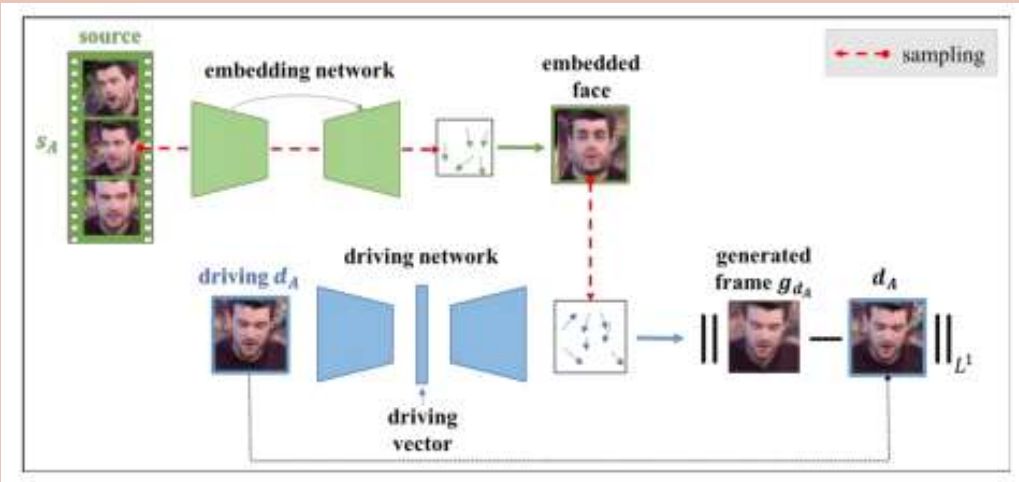 source
embedding network
embedded
face
sampling
s_A
driving d_A
driving network
generated
frame g_{d_A}
d_A
L^1
driving
vector